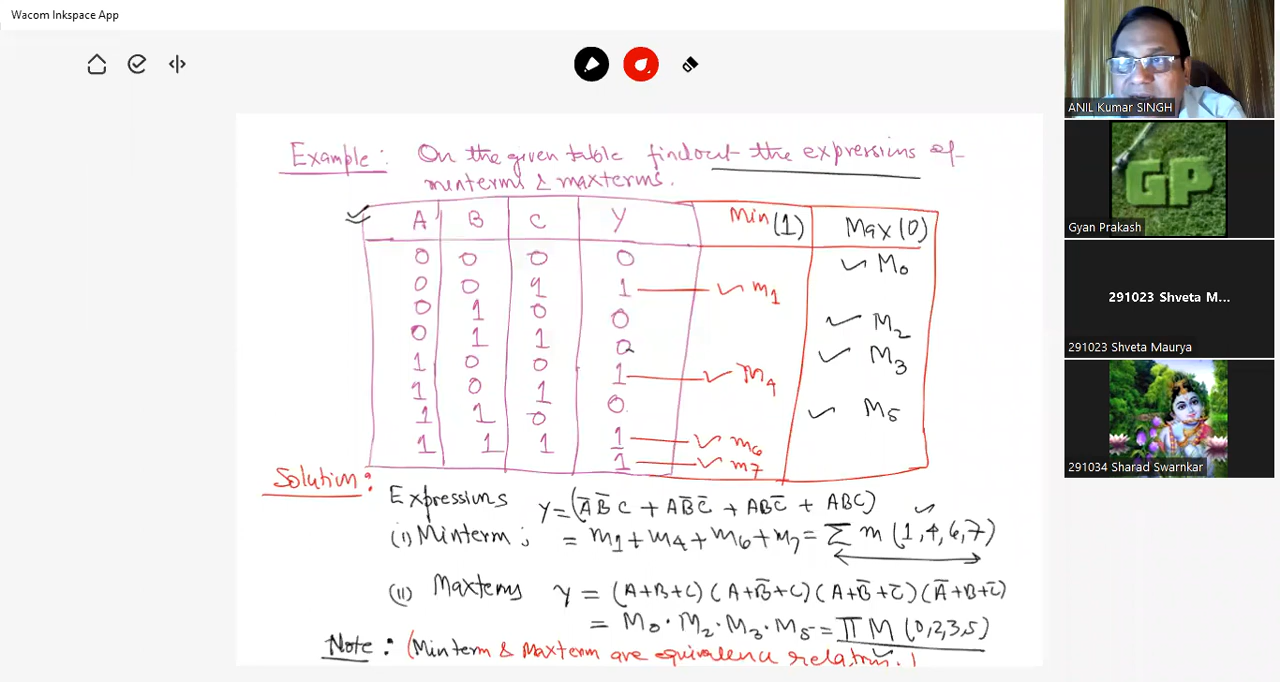 Wacom Inkspace App
Example: On the given table findout the expressions of
minterms & maxterms.
A B C Y Min (1) Max (0)
0 0 0 0 M0
0 0 1 1 m1
0 1 0 0 M2
0 1 1 0 M3
1 0 0 1 m4
1 0 1 0 M5
1 1 0 1 m6
1 1 1 1 m7
Solution:
Expressions Y=(A̅ B̅ C + A B̅ C̅ + A B C̅ + ABC)
(i) Minterm ; = m1 + m4 + m6 + m7 = Σ m (1,4,6,7)
(ii) Maxterms Y = (A+B+C) (A+B̅+C) (A+B̅+C̅) (A̅+B+C̅)
= M0 · M2 · M3 · M5 = Π M (0,2,3,5)
Note: (Minterm & Maxterm are equivalence relation.)
ANIL Kumar SINGH
GP
Gyan Prakash
291023 Shveta M...
291023 Shveta Maurya
291034 Sharad Swarnkar